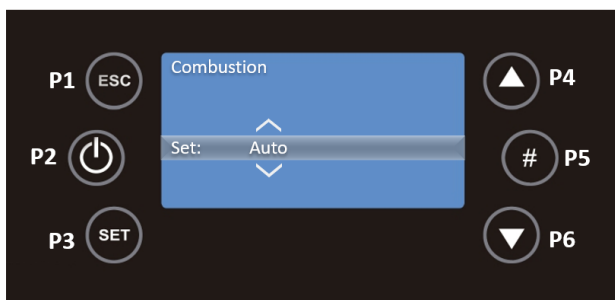 Combustion
P1 ESC
P4
P2
Set: Auto
# P5
P3 SET
P6